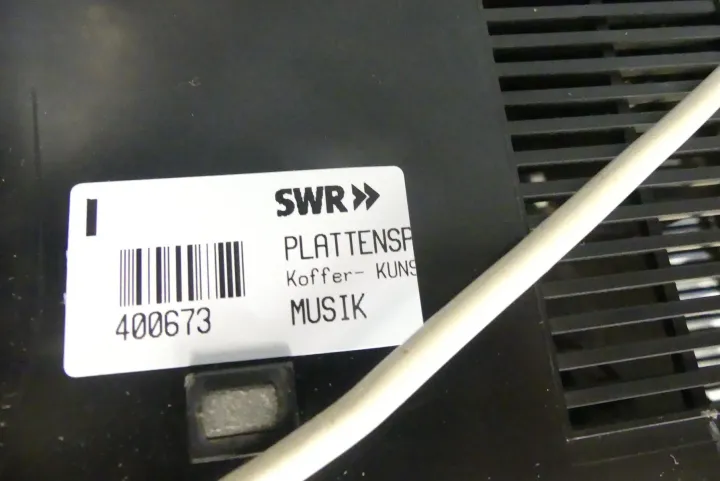 SWR»
PLATTENSP
Koffer- KUNS
MUSIK
400673